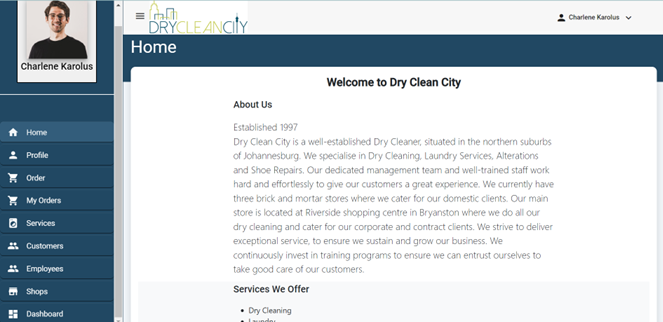 DRYCLEANCITY
Charlene Karolus
Home
Charlene Karolus
Home
Profile
Order
My Orders
Services
Customers
Employees
Shops
Dashboard
Welcome to Dry Clean City
About Us
Established 1997
Dry Clean City is a well-established Dry Cleaner, situated in the northern suburbs
of Johannesburg. We specialise in Dry Cleaning, Laundry Services, Alterations
and Shoe Repairs. Our dedicated management team and well-trained staff work
hard and effortlessly to give our customers a great experience. We currently have
three brick and mortar stores where we cater for our domestic clients. Our main
store is located at Riverside shopping centre in Bryanston where we do all our
dry cleaning and cater for our corporate and contract clients. We strive to deliver
exceptional service, to ensure we sustain and grow our business. We
continuously invest in training programs to ensure we can entrust ourselves to
take good care of our customers.
Services We Offer
• Dry Cleaning
• Laundry